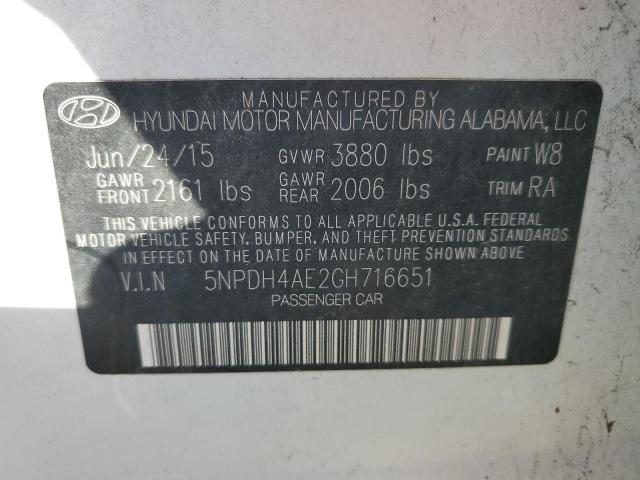 MANUFACTURED BY
HYUNDAI MOTOR MANUFACTURING ALABAMA, LLC
Jun/24/15 GVWR 3880 lbs PAINT W8
GAWR FRONT 2161 lbs GAWR REAR 2006 lbs TRIM RA
THIS VEHICLE CONFORMS TO ALL APPLICABLE U.S.A. FEDERAL
MOTOR VEHICLE SAFETY, BUMPER, AND THEFT PREVENTION STANDARDS
IN EFFECT ON THE DATE OF MANUFACTURE SHOWN ABOVE.
V.I.N 5NPDH4AE2GH716651
PASSENGER CAR